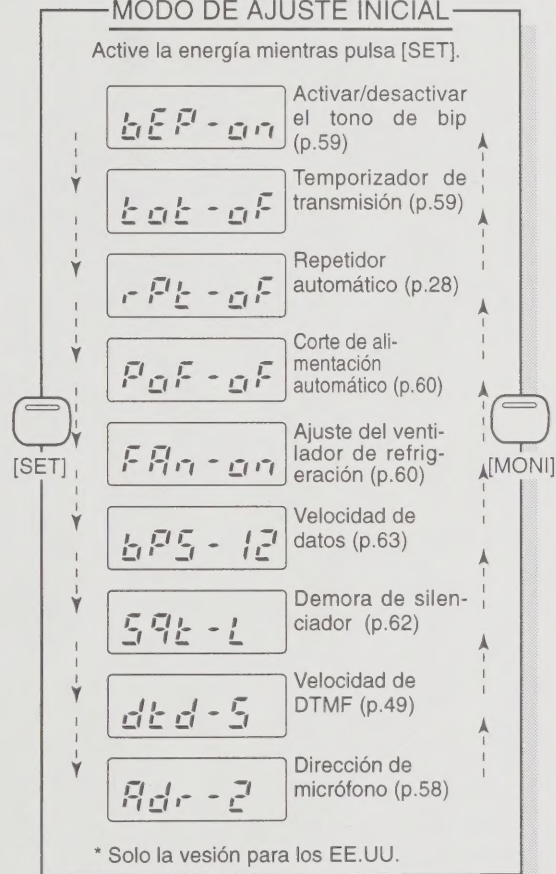 MODO DE AJUSTE INICIAL
Active la energía mientras pulsa [SET].
bEP-on
Activar/desactivar
el tono de bip
(p.59)
tot-oF
Temporizador de
transmisión (p.59)
rPt-oF
Repetidor
automático (p.28)
PoF-oF
Corte de ali-
mentación
automático (p.60)
FAn-on
Ajuste del venti-
lador de refrig-
eración (p.60)
[SET]
[MONI]
bPS-12
Velocidad de
datos (p.63)
Sqt-L
Demora de silen-
ciador (p.62)
dtd-5
Velocidad de
DTMF (p.49)
Adr-2
Dirección de
micrófono (p.58)
* Solo la vesión para los EE.UU.